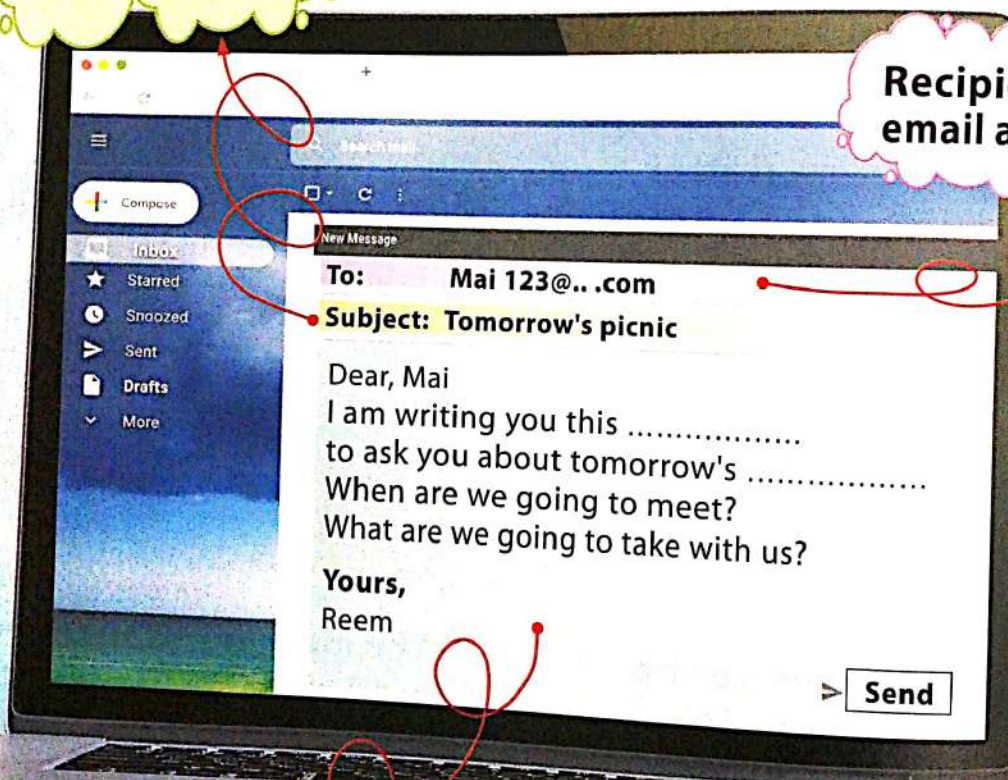 Recipi
email a
Search mail
Compose
Inbox
Starred
Snoozed
Sent
Drafts
More
New Message
To: Mai 123@.. .com
Subject: Tomorrow's picnic
Dear, Mai
I am writing you this ..................
to ask you about tomorrow's ..................
When are we going to meet?
What are we going to take with us?
Yours,
Reem
Send